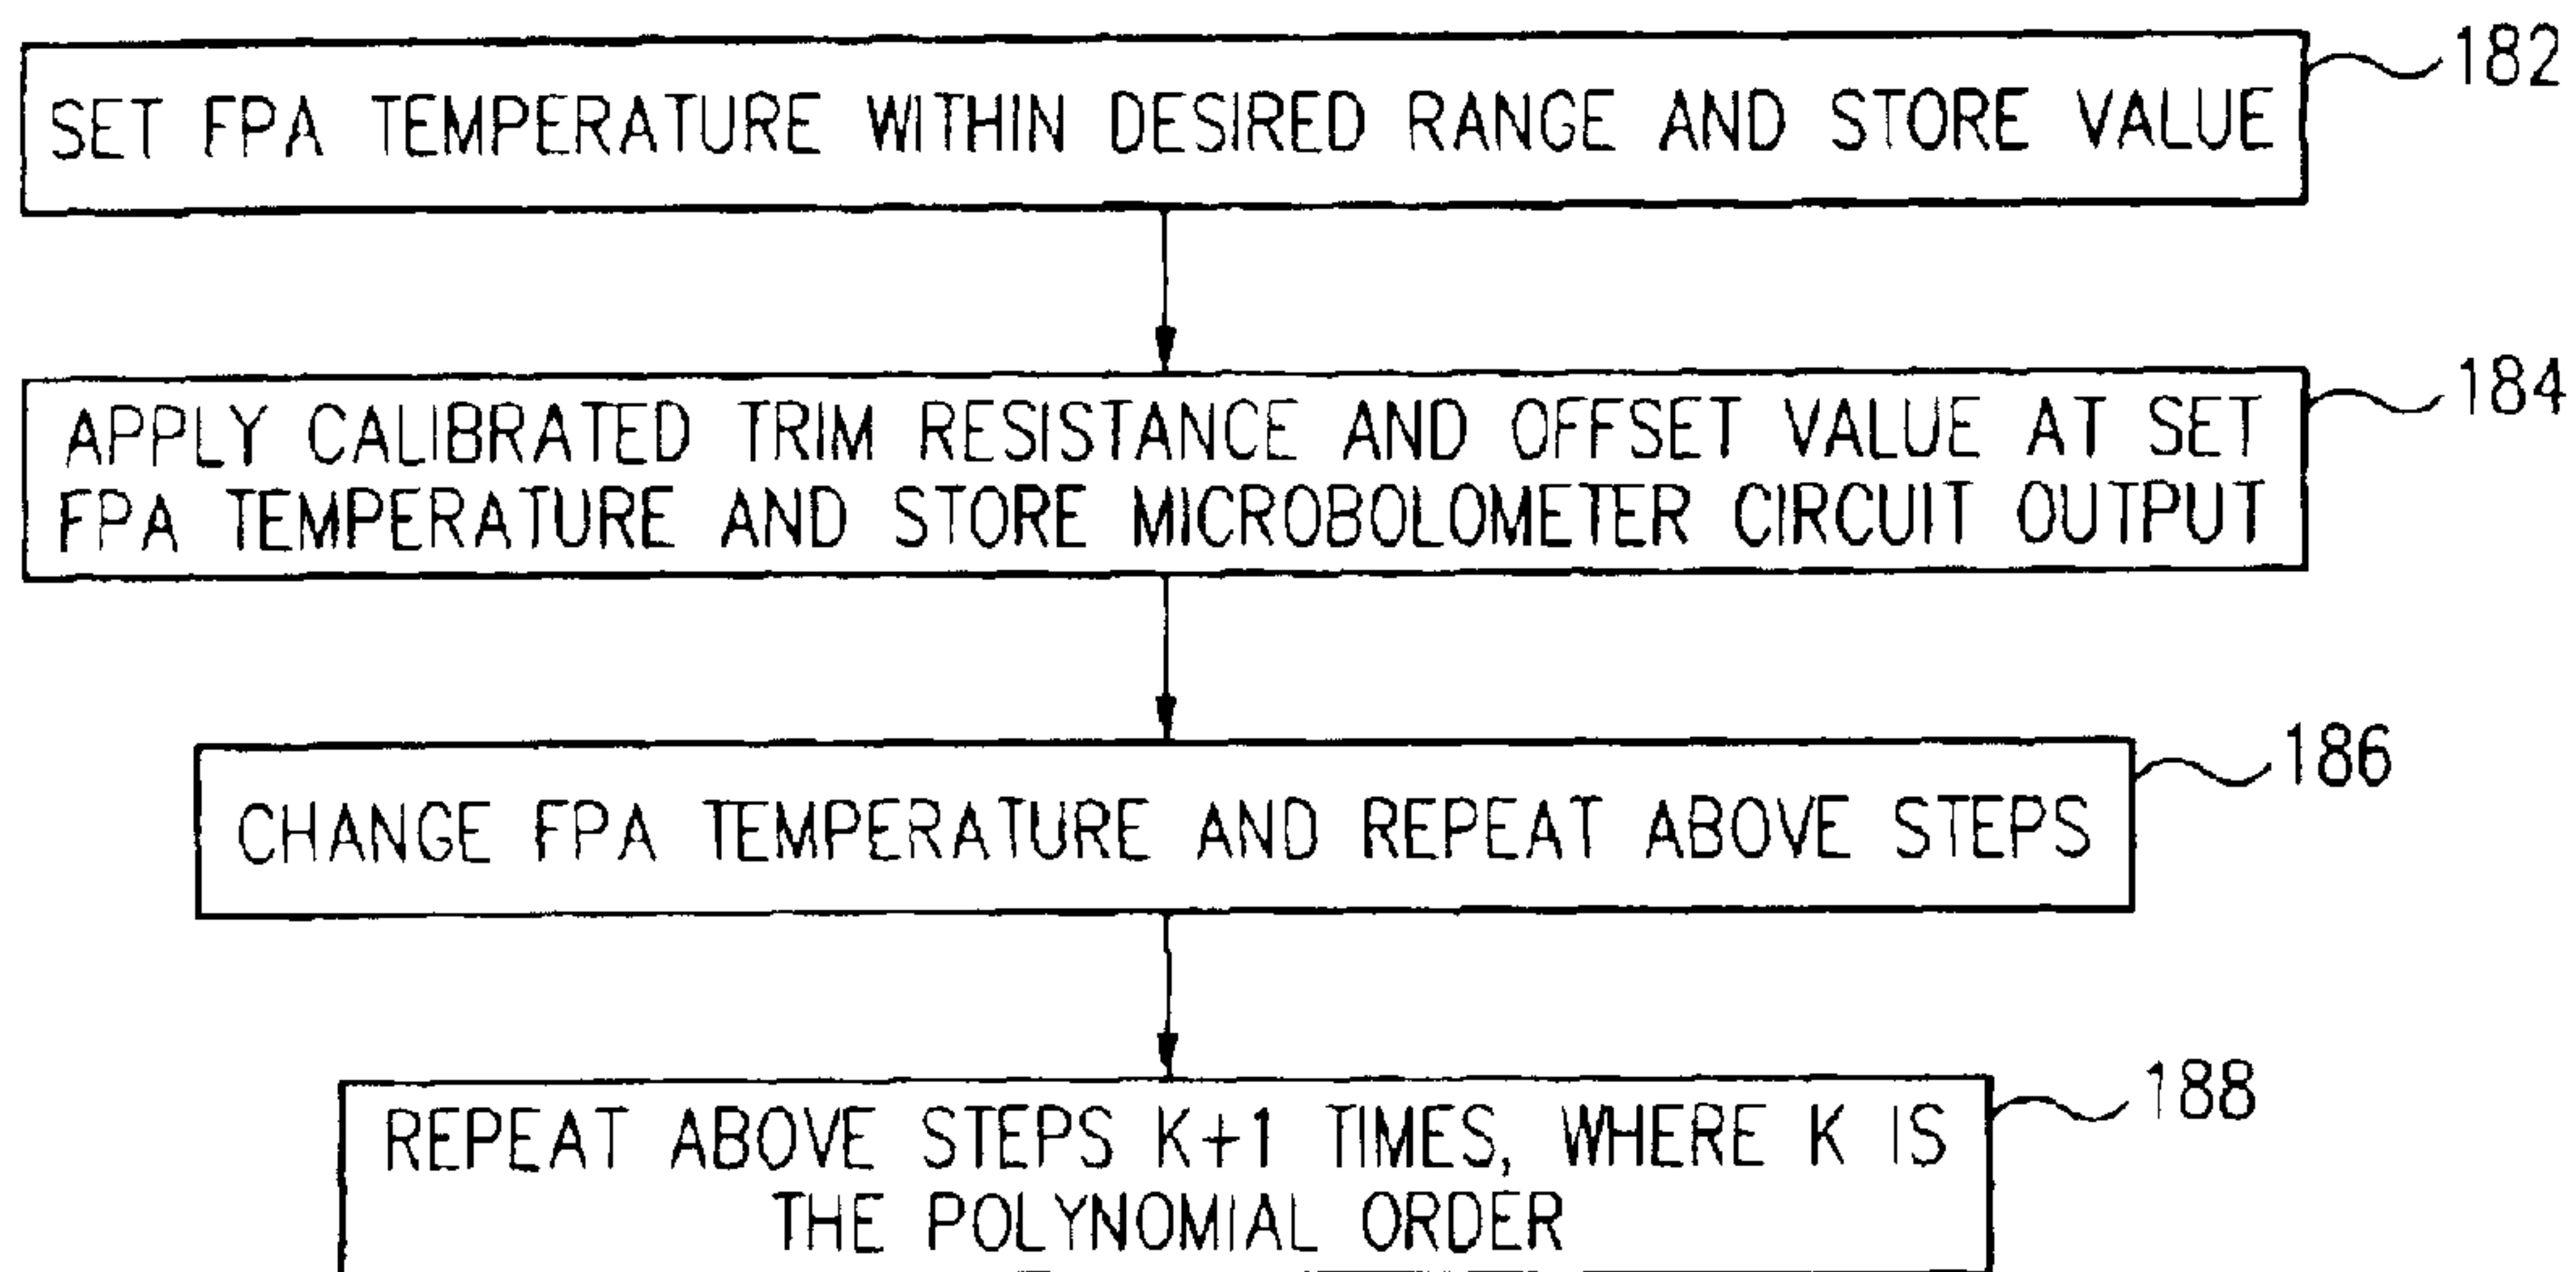 SET FPA TEMPERATURE WITHIN DESIRED RANGE AND STORE VALUE
182
APPLY CALIBRATED TRIM RESISTANCE AND OFFSET VALUE AT SET
FPA TEMPERATURE AND STORE MICROBOLOMETER CIRCUIT OUTPUT
184
CHANGE FPA TEMPERATURE AND REPEAT ABOVE STEPS
186
REPEAT ABOVE STEPS K+1 TIMES, WHERE K IS
THE POLYNOMIAL ORDER
188